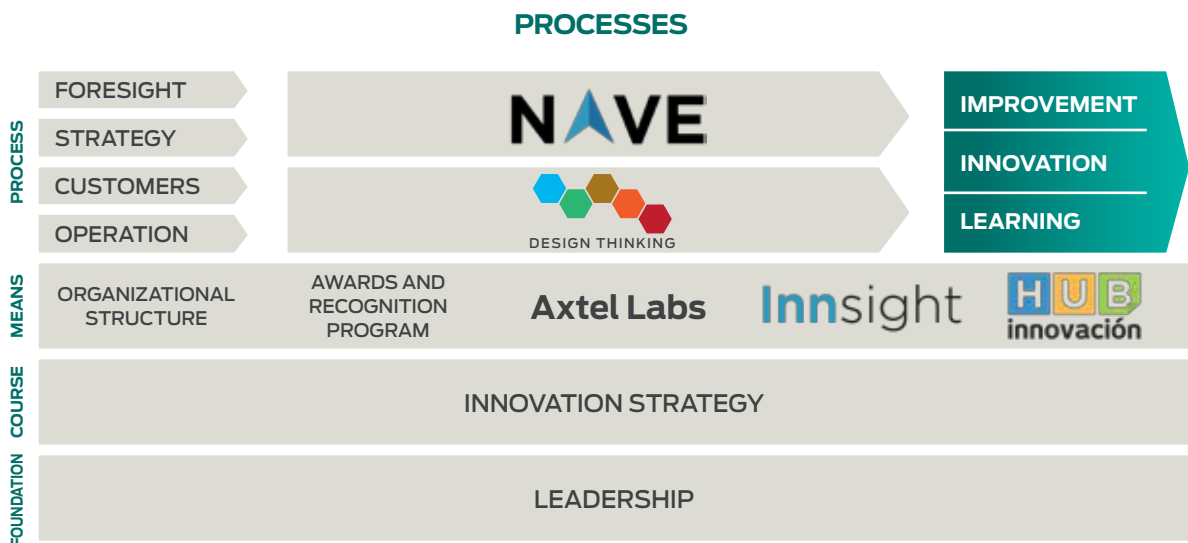 PROCESSES
PROCESS
FORESIGHT
STRATEGY
CUSTOMERS
OPERATION
NAVE
DESIGN THINKING
IMPROVEMENT
INNOVATION
LEARNING
MEANS
ORGANIZATIONAL
STRUCTURE
AWARDS AND
RECOGNITION
PROGRAM
Axtel Labs
Innsight
HUB
innovación
COURSE
INNOVATION STRATEGY
FOUNDATION
LEADERSHIP